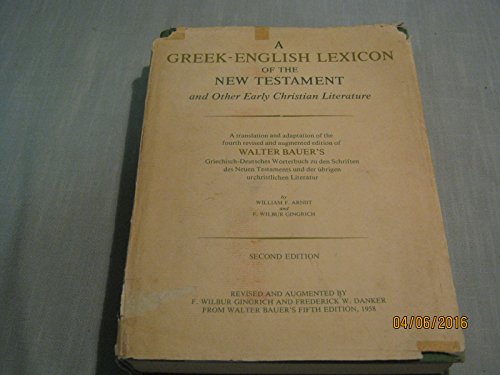 A
GREEK-ENGLISH LEXICON
OF THE
NEW TESTAMENT
and Other Early Christian Literature
A translation and adaptation of the
fourth revised and augmented edition of
WALTER BAUER'S
Griechisch-Deutsches Wörterbuch zu den Schriften
des Neuen Testaments und der übrigen
urchristlichen Literatur
by
WILLIAM F. ARNDT
and
F. WILBUR GINGRICH
SECOND EDITION
REVISED AND AUGMENTED BY
F. WILBUR GINGRICH AND FREDERICK W. DANKER
FROM WALTER BAUER'S FIFTH EDITION, 1958
04/06/2016